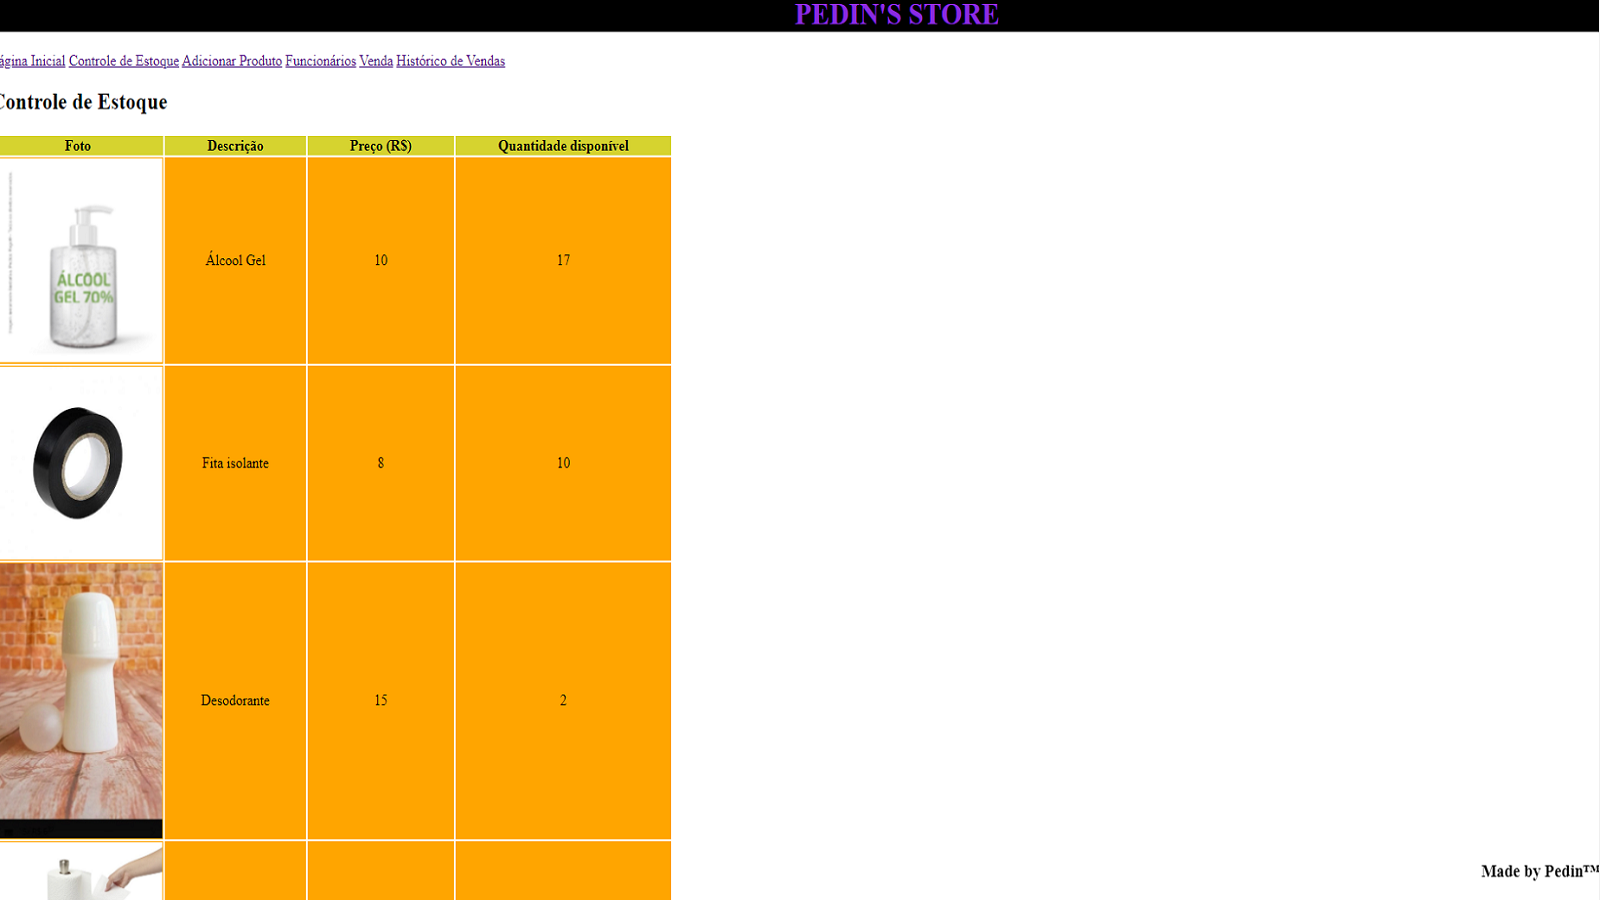 PEDIN'S STORE
ágina Inicial Controle de Estoque Adicionar Produto Funcionários Venda Histórico de Vendas
Controle de Estoque
Foto Descrição Preço (R$) Quantidade disponível
ÁLCOOL
GEL 70%
Álcool Gel 10 17
Fita isolante 8 10
Desodorante 15 2
Made by Pedin™